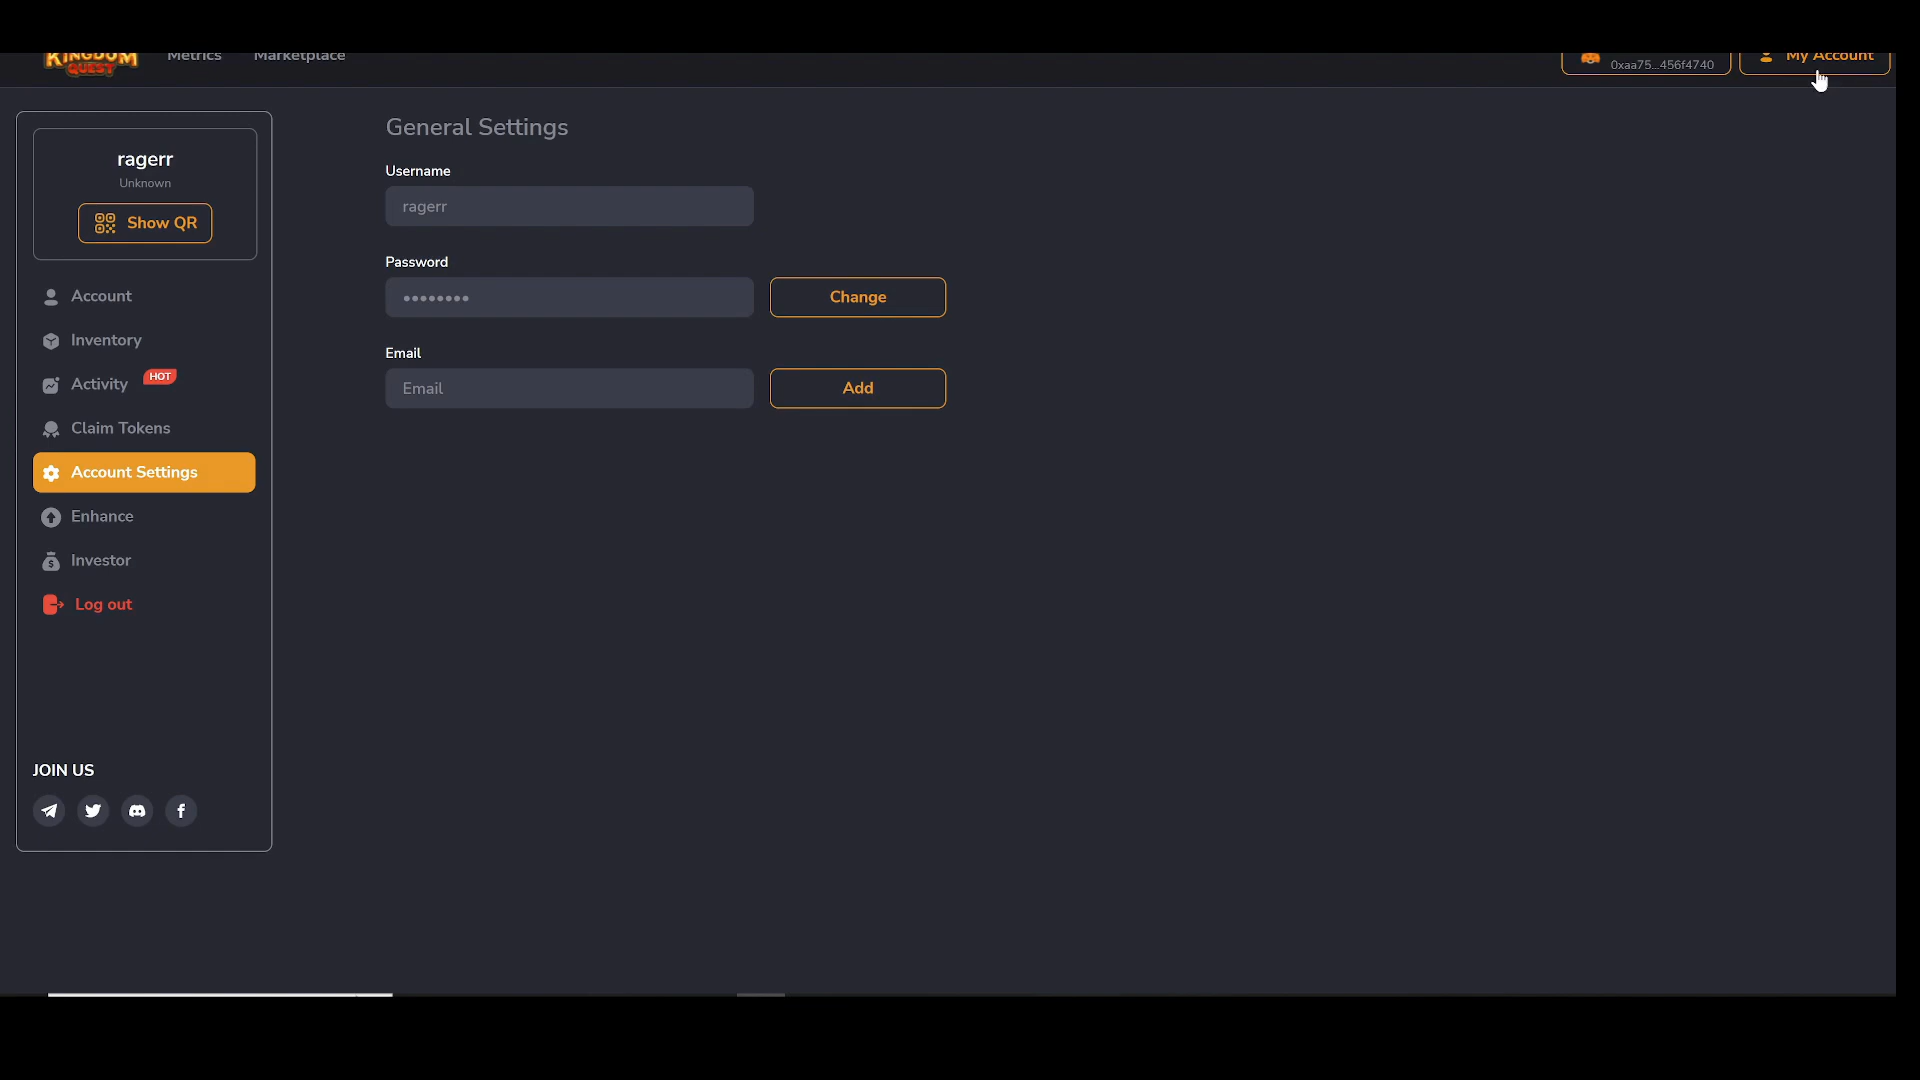 KINGDOM
QUEST
Metrics
Marketplace
0xaa75...456f4740
My Account
ragerr
Unknown
Show QR
Account
Inventory
Activity HOT
Claim Tokens
Account Settings
Enhance
Investor
Log out
JOIN US
General Settings
Username
ragerr
Password
••••••••
Change
Email
Email
Add